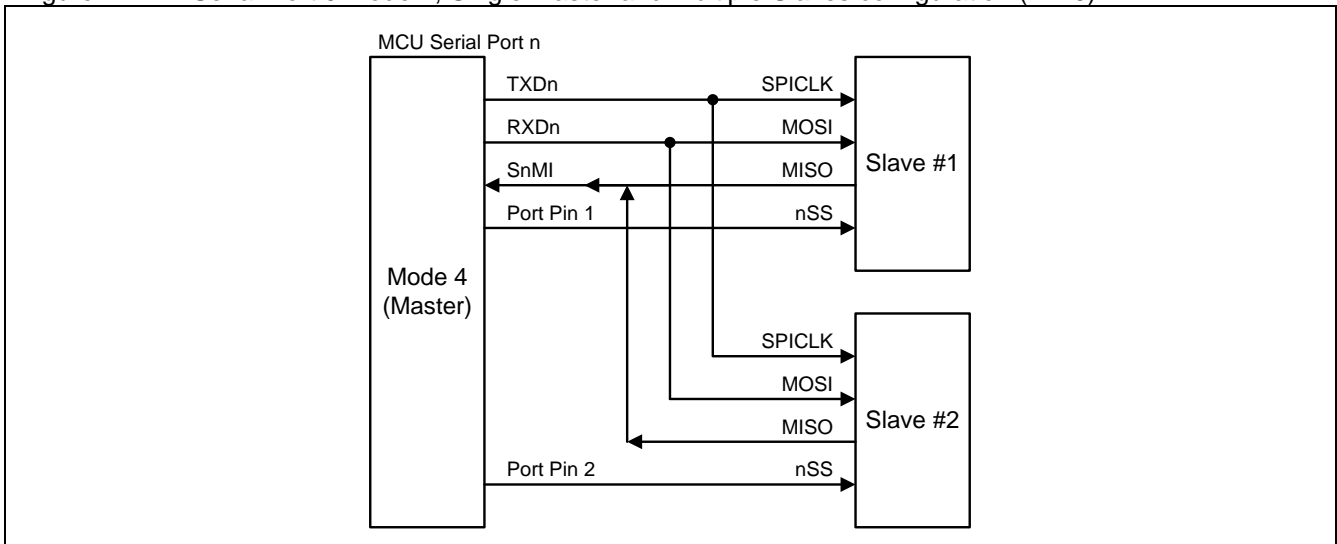 MCU Serial Port n
TXDn SPICLK
RXDn MOSI
SnMI MISO
Port Pin 1 nSS
Slave #1
Mode 4
(Master)
SPICLK
MOSI
MISO
Port Pin 2 nSS
Slave #2